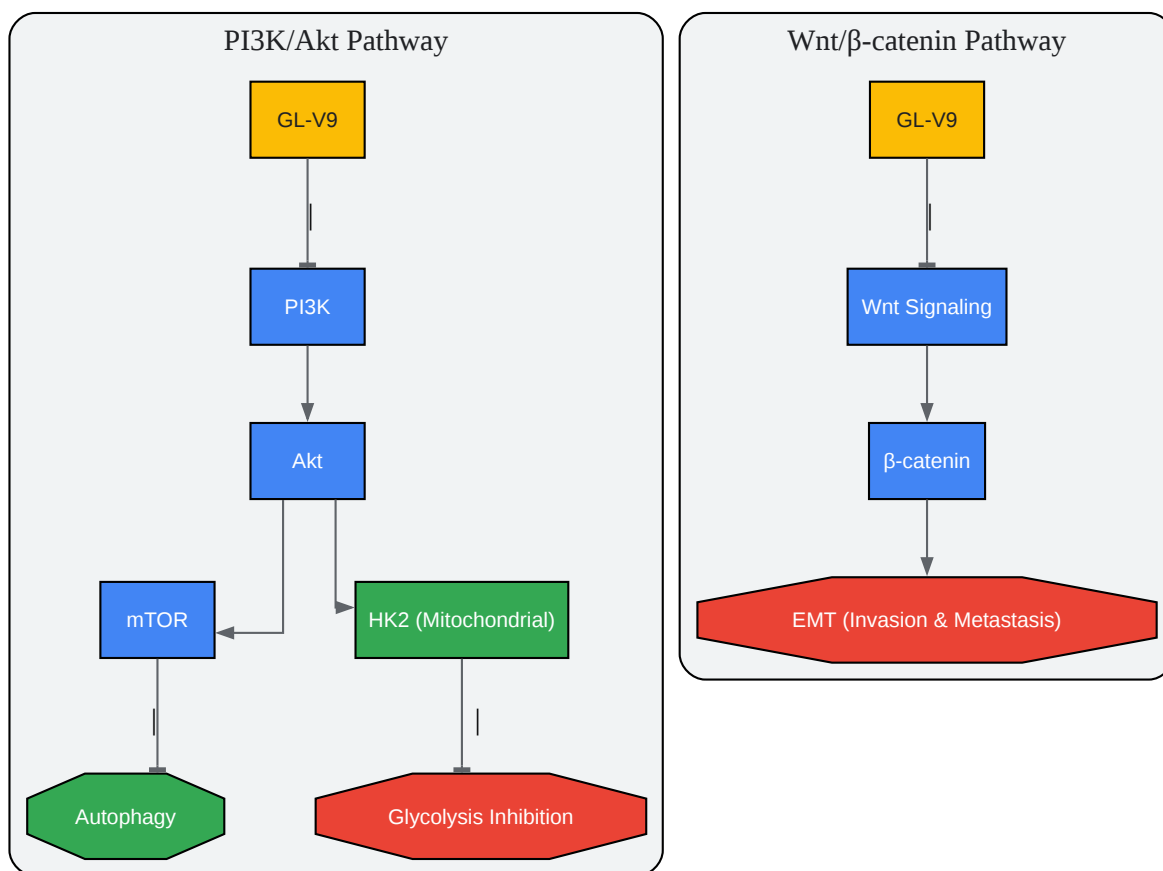 PI3K/Akt Pathway
GL-V9
|
PI3K
Akt
mTOR
HK2 (Mitochondrial)
|
|
Autophagy
Glycolysis Inhibition
Wnt/β-catenin Pathway
GL-V9
|
Wnt Signaling
β-catenin
EMT (Invasion & Metastasis)